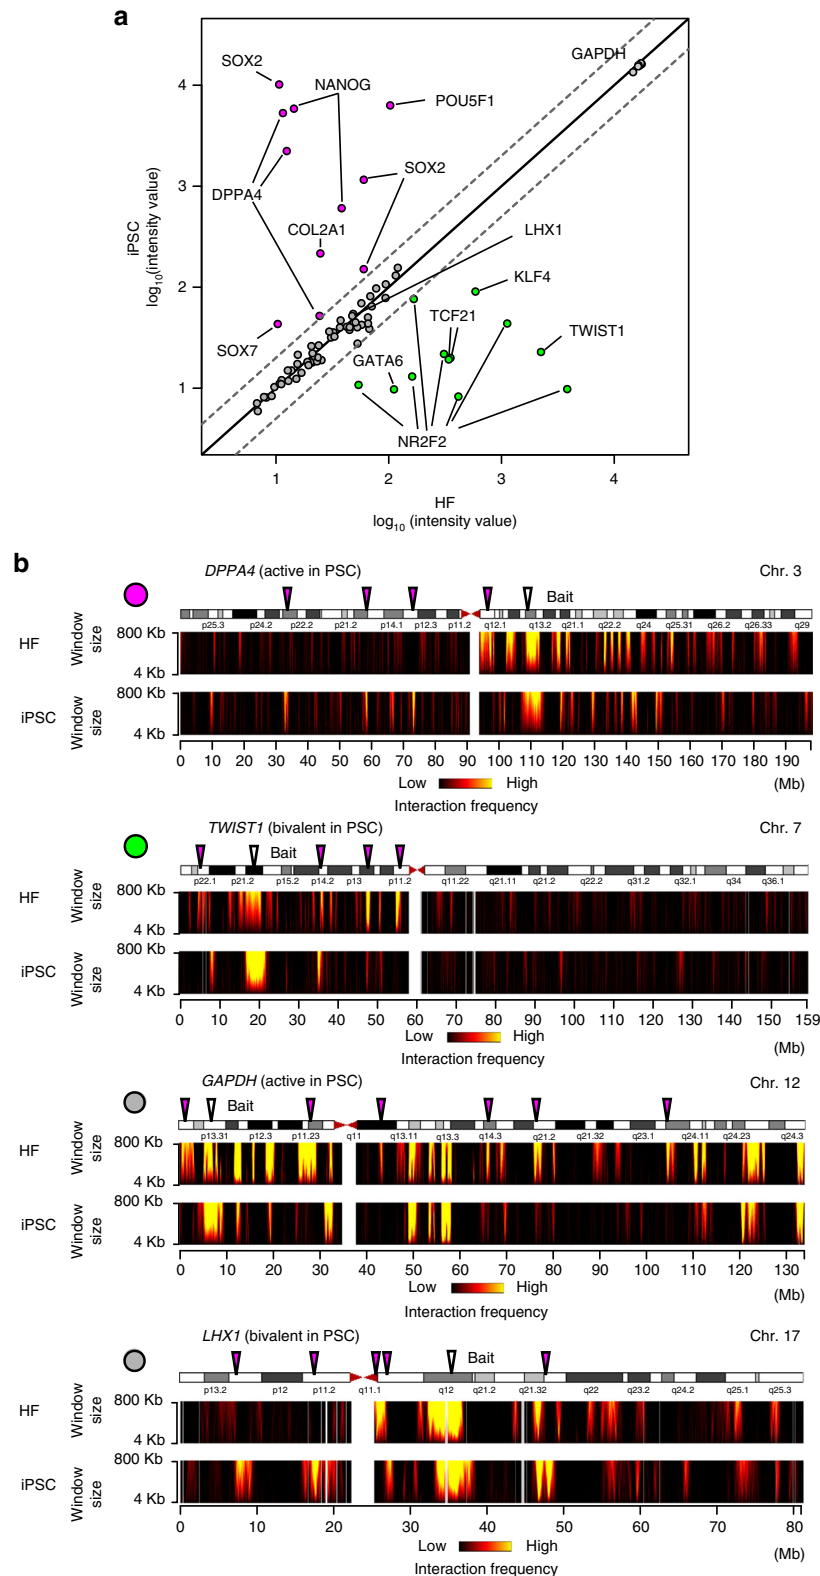 a
SOX2
GAPDH
NANOG
4
POU5F1
SOX2
3
DPPA4
iPSC
log10(intensity value)
COL2A1
LHX1
KLF4
2
TCF21
TWIST1
SOX7
GATA6
1
NR2F2
1 2 3 4
HF
log10 (intensity value)
b
DPPA4 (active in PSC) Chr. 3
Bait
p25.3 p24.2 p22.2 p21.2 p14.1 p12.3 p11.2 q12.1 q13.2 q21.1 q22.2 q24 q25.31 q26.2 q26.33 q29
HF Window size 800 Kb 4 Kb
iPSC Window size 800 Kb 4 Kb
0 10 20 30 40 50 60 70 80 90 100 110 120 130 140 150 160 170 180 190
Low High (Mb)
Interaction frequency
TWIST1 (bivalent in PSC) Chr. 7
Bait
p22.1 p21.2 p15.2 p14.2 p13 p11.2 q11.22 q21.11 q21.2 q22.2 q31.2 q32.1 q34 q36.1
HF Window size 800 Kb 4 Kb
iPSC Window size 800 Kb 4 Kb
0 10 20 30 40 50 60 70 80 90 100 110 120 130 140 150 159
Low High (Mb)
Interaction frequency
GAPDH (active in PSC) Chr. 12
Bait
p13.31 p12.3 p11.23 q11 q13.11 q13.3 q14.3 q21.2 q21.32 q23.1 q24.11 q24.23 q24.3
HF Window size 800 Kb 4 Kb
iPSC Window size 800 Kb 4 Kb
0 10 20 30 40 50 60 70 80 90 100 110 120 130
Low High (Mb)
Interaction frequency
LHX1 (bivalent in PSC) Chr. 17
Bait
p13.2 p12 p11.2 q11.1 q12 q21.2 q21.32 q22 q23.2 q24.2 q25.1 q25.3
HF Window size 800 Kb 4 Kb
iPSC Window size 800 Kb 4 Kb
0 10 20 30 40 50 60 70 80
Low High (Mb)
Interaction frequency